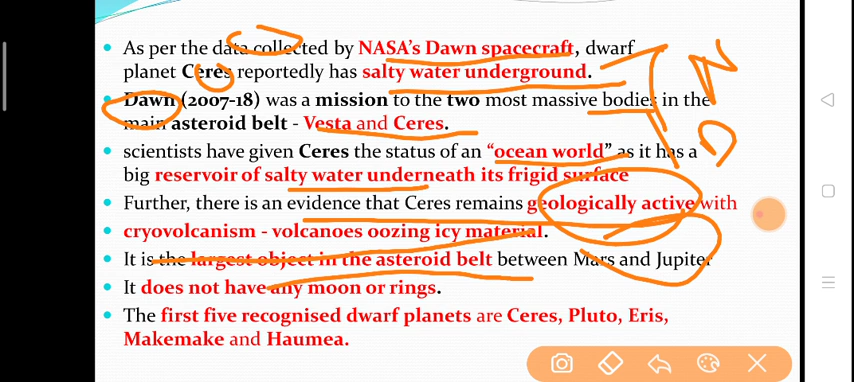 As per the data collected by NASA's Dawn spacecraft, dwarf
planet Ceres reportedly has salty water underground.
Dawn (2007-18) was a mission to the two most massive bodies in the
main asteroid belt - Vesta and Ceres.
scientists have given Ceres the status of an "ocean world" as it has a
big reservoir of salty water underneath its frigid surface
Further, there is an evidence that Ceres remains geologically active with
cryovolcanism - volcanoes oozing icy material.
It is the largest object in the asteroid belt between Mars and Jupiter
It does not have any moon or rings.
The first five recognised dwarf planets are Ceres, Pluto, Eris,
Makemake and Haumea.